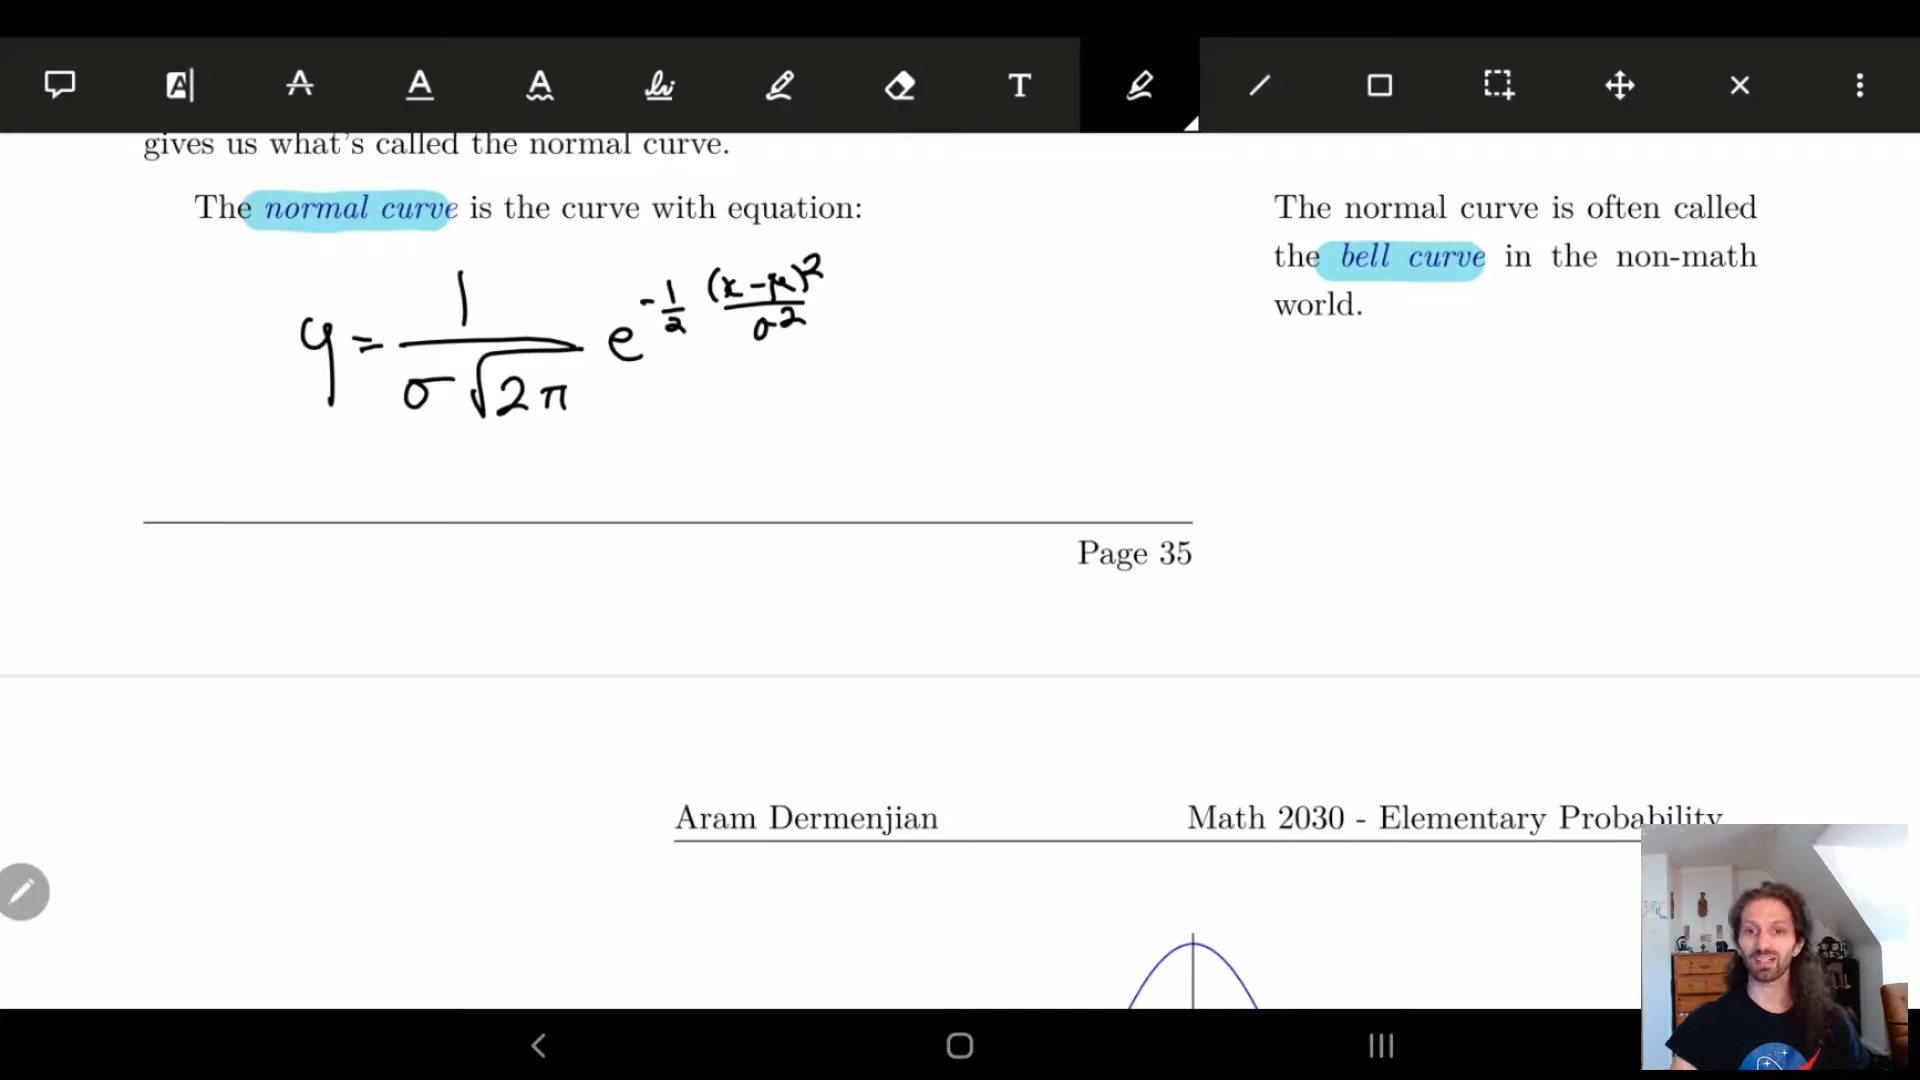 gives us what's called the normal curve.
The normal curve is the curve with equation:
y = 1 / (σ√2π) e^(-1/2 (x-μ)^2/σ^2)
The normal curve is often called
the bell curve in the non-math
world.
Page 35
Aram Dermenjian
Math 2030 - Elementary Probability